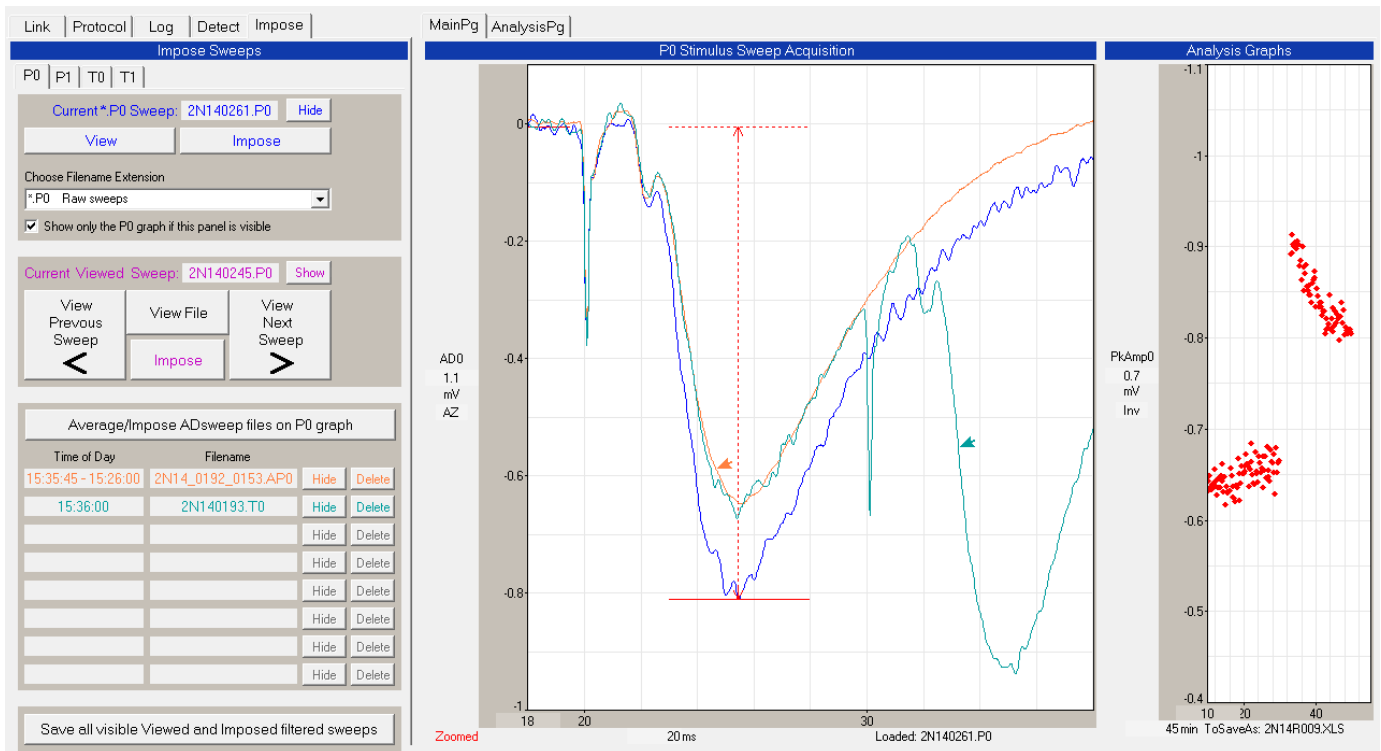 Link Protocol Log Detect Impose
MainPg AnalysisPg
Impose Sweeps
P0 P1 T0 T1
Current *.P0 Sweep: 2N140261.P0 Hide
View Impose
Choose Filename Extension
*.P0 Raw sweeps
Show only the P0 graph if this panel is visible
Current Viewed Sweep: 2N140245.P0 Show
View Prevous Sweep <
View File
Impose
View Next Sweep >
Average/Impose ADsweep files on P0 graph
Time of Day Filename
15:35:45 - 15:26:00 2N14_0192_0153.AP0 Hide Delete
15:36:00 2N140193.T0 Hide Delete
Hide Delete
Hide Delete
Hide Delete
Hide Delete
Hide Delete
Hide Delete
Save all visible Viewed and Imposed filtered sweeps
P0 Stimulus Sweep Acquisition
0
-0.2
-0.4
-0.6
-0.8
-1
AD0
1.1
mV
AZ
18 20 30
Zoomed 20 ms Loaded: 2N140261.P0
Analysis Graphs
-1.1
-1
-0.9
-0.8
-0.7
-0.6
-0.5
-0.4
PkAmp0
0.7
mV
Inv
10 20 40
45 min ToSaveAs: 2N14R009.XLS